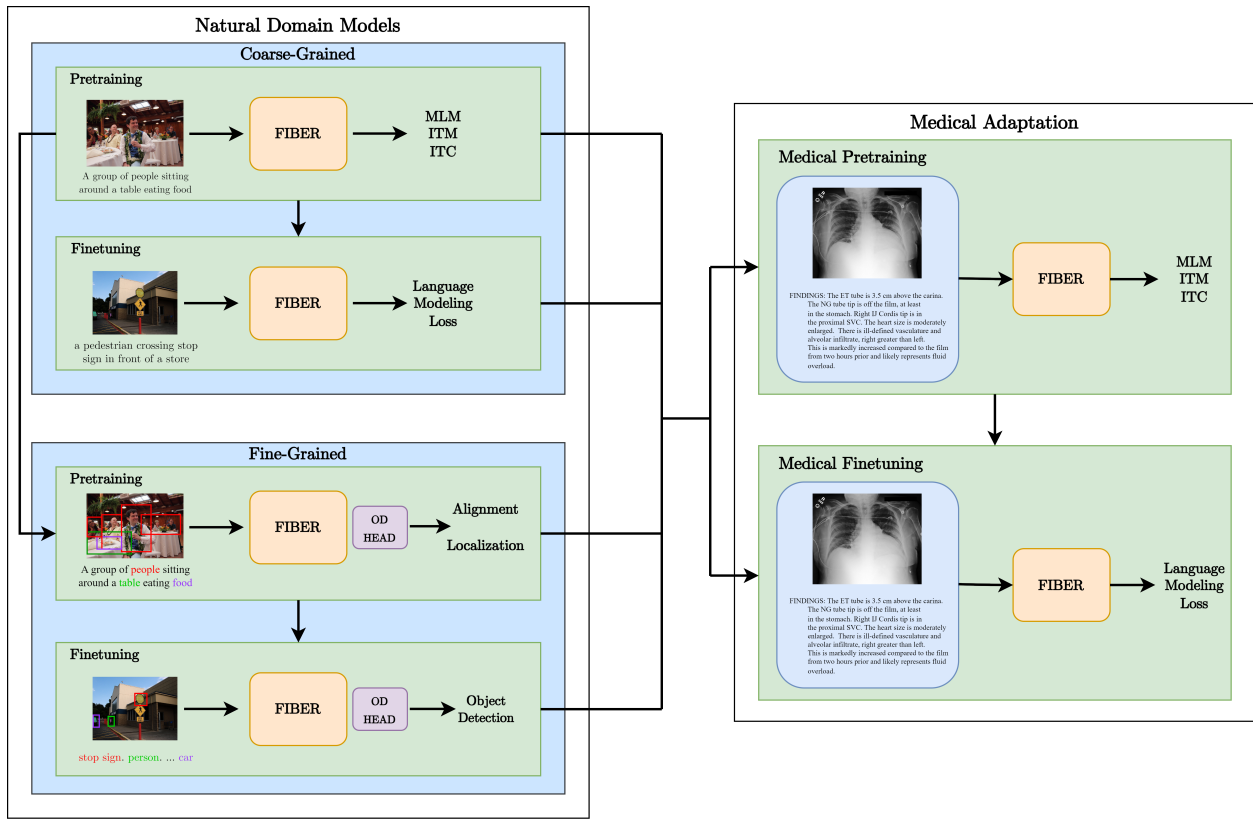 Natural Domain Models
Coarse-Grained
Pretraining
A group of people sitting
around a table eating food
FIBER
MLM
ITM
ITC
Finetuning
a pedestrian crossing stop
sign in front of a store
FIBER
Language
Modeling
Loss
Fine-Grained
Pretraining
A group of people sitting
around a table eating food
FIBER
OD
HEAD
Alignment
Localization
Finetuning
stop sign. person. ... car
FIBER
OD
HEAD
Object
Detection
Medical Adaptation
Medical Pretraining
FINDINGS: The ET tube is 3.5 cm above the carina.
The NG tube tip is off the film, at least
in the stomach. Right IJ Cordis tip is in
the proximal SVC. The heart size is moderately
enlarged. There is ill-defined vasculature and
alveolar infiltrate, right greater than left.
This is markedly increased compared to the film
from two hours prior and likely represents fluid
overload.
FIBER
MLM
ITM
ITC
Medical Finetuning
FINDINGS: The ET tube is 3.5 cm above the carina.
The NG tube tip is off the film, at least
in the stomach. Right IJ Cordis tip is in
the proximal SVC. The heart size is moderately
enlarged. There is ill-defined vasculature and
alveolar infiltrate, right greater than left.
This is markedly increased compared to the film
from two hours prior and likely represents fluid
overload.
FIBER
Language
Modeling
Loss